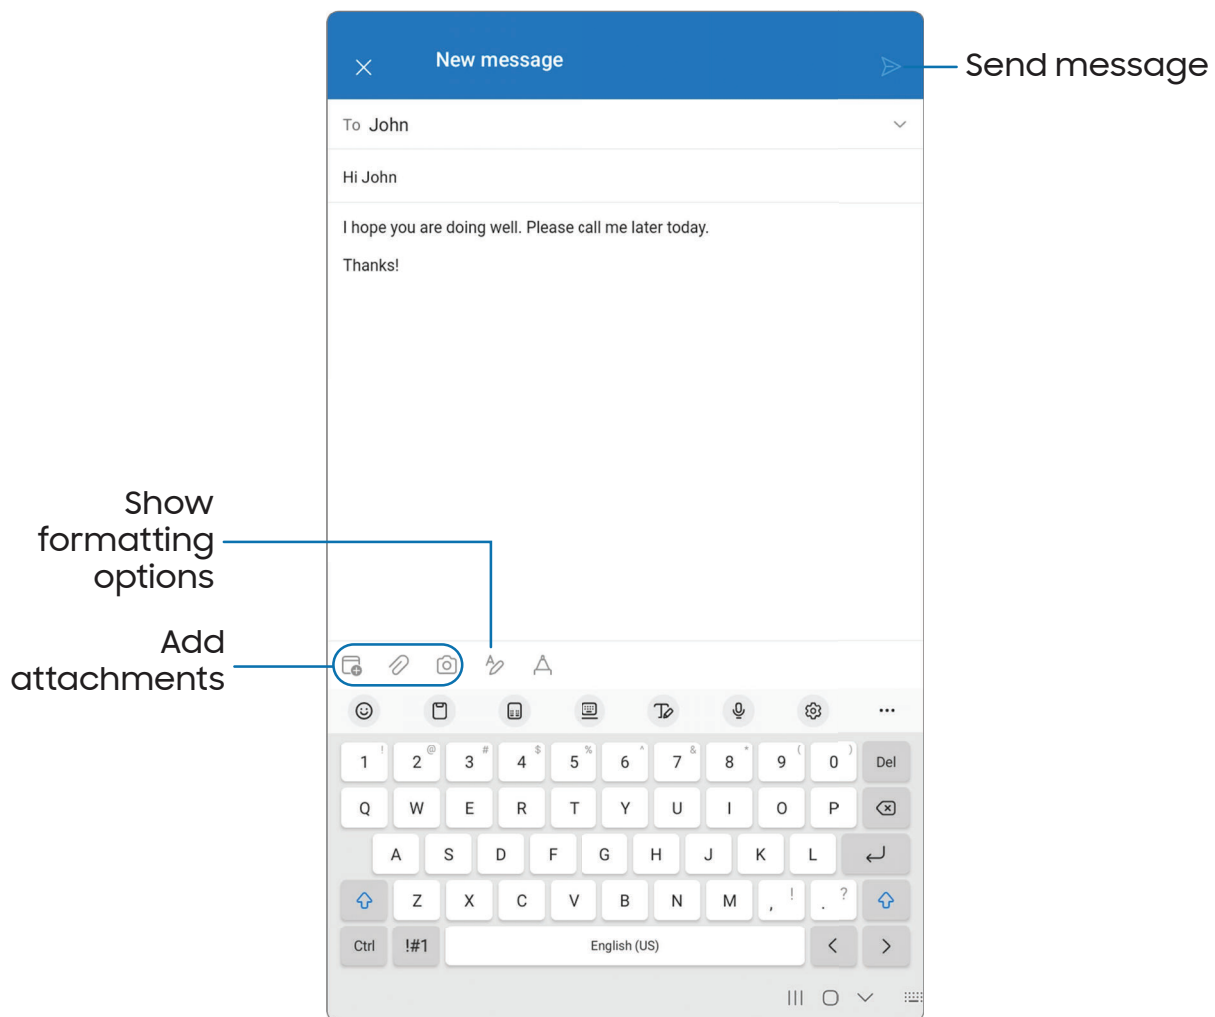 New message
Send message
To John
Hi John
I hope you are doing well. Please call me later today.
Thanks!
Show
formatting
options
Add
attachments
1 ! 2 @ 3 # 4 $ 5 % 6 ^ 7 & 8 * 9 ( 0 ) Del
Q W E R T Y U I O P
A S D F G H J K L
Z X C V B N M , ! . ?
Ctrl !#1 English (US) < >